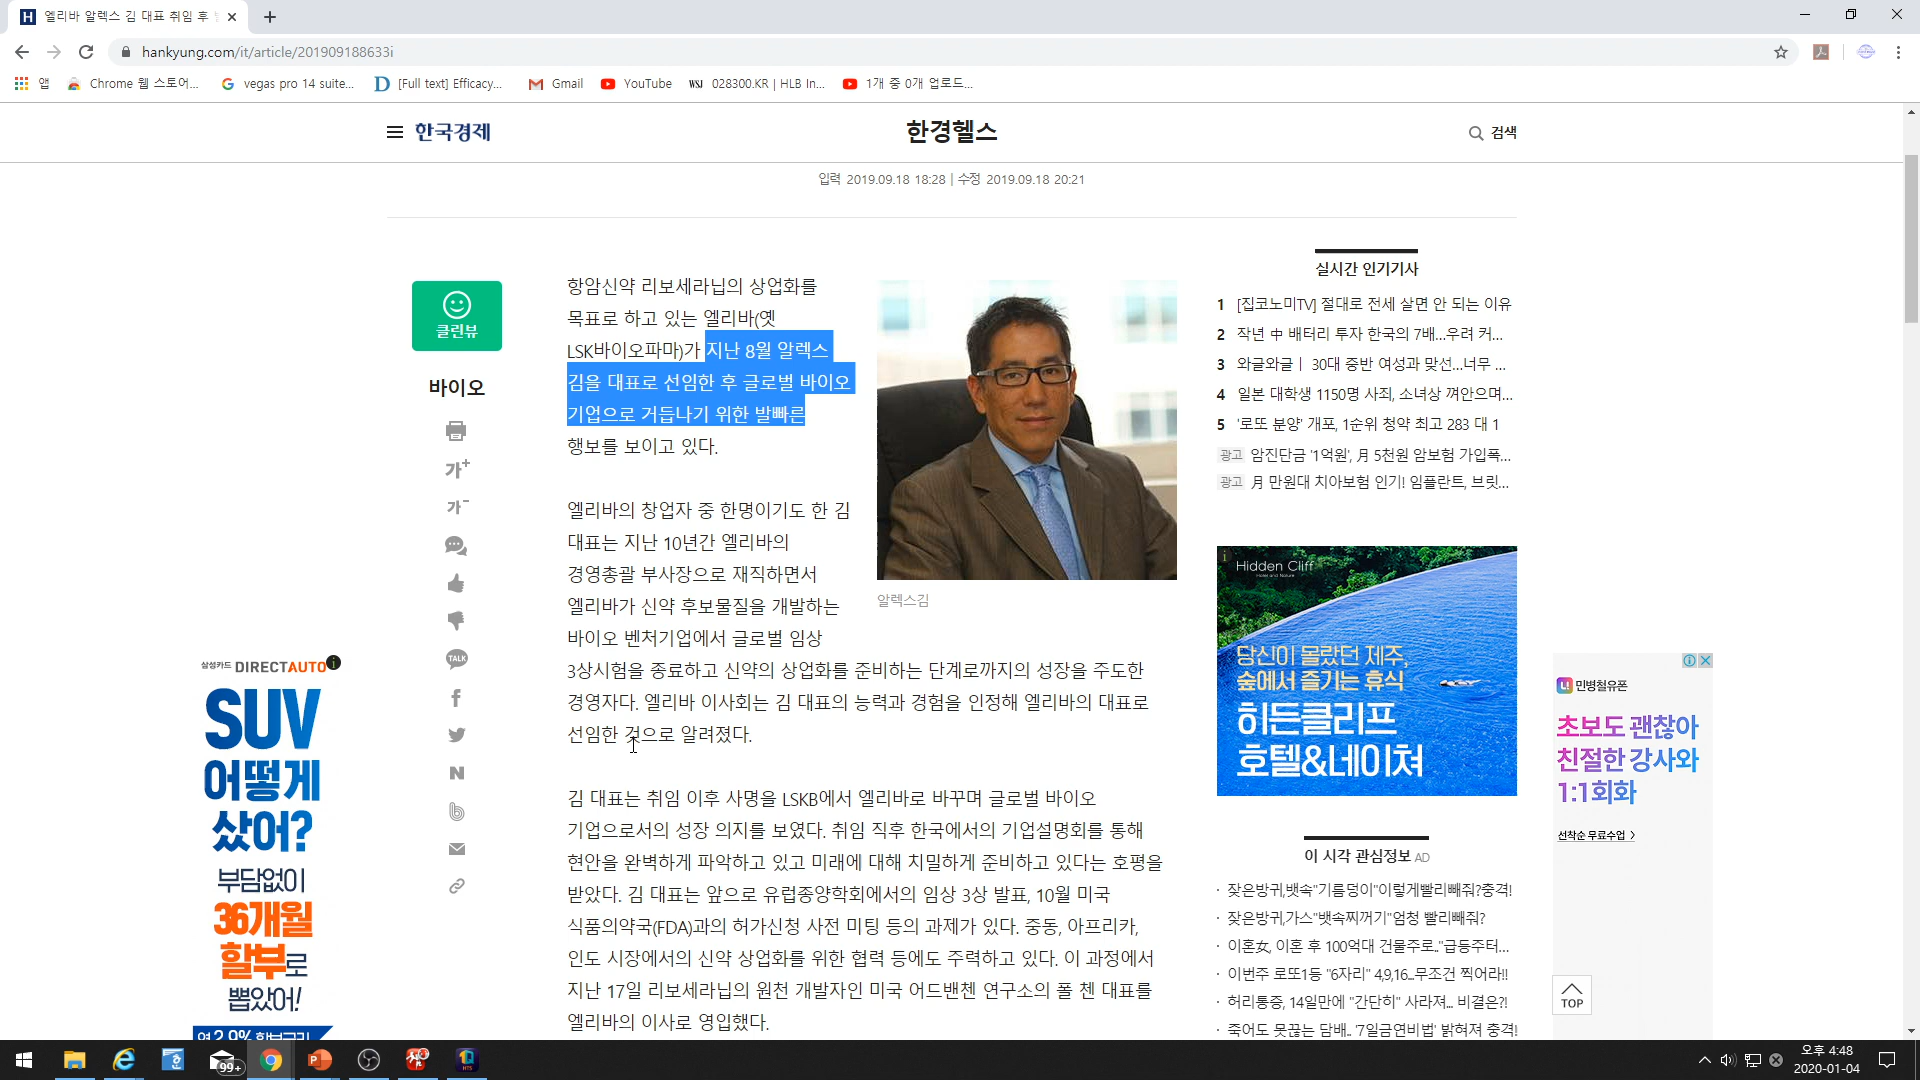 엘리바 알렉스 김 대표 취임 후
hankyung.com/it/article/201909188633i
앱
Chrome 웹 스토어...
vegas pro 14 suite...
[Full text] Efficacy...
Gmail
YouTube
WSJ 028300.KR | HLB In...
1개 중 0개 업로드...
한국경제
한경헬스
검색
입력 2019.09.18 18:28 | 수정 2019.09.18 20:21
클린뷰
바이오
가+
가-
TALK
항암신약 리보세라닙의 상업화를
목표로 하고 있는 엘리바(옛
LSK바이오파마)가 지난 8월 알렉스
김을 대표로 선임한 후 글로벌 바이오
기업으로 거듭나기 위한 발빠른
행보를 보이고 있다.
엘리바의 창업자 중 한명이기도 한 김
대표는 지난 10년간 엘리바의
경영총괄 부사장으로 재직하면서
엘리바가 신약 후보물질을 개발하는
바이오 벤처기업에서 글로벌 임상
3상시험을 종료하고 신약의 상업화를 준비하는 단계로까지의 성장을 주도한
경영자다. 엘리바 이사회는 김 대표의 능력과 경험을 인정해 엘리바의 대표로
선임한 것으로 알려졌다.
알렉스김
김 대표는 취임 이후 사명을 LSKB에서 엘리바로 바꾸며 글로벌 바이오
기업으로서의 성장 의지를 보였다. 취임 직후 한국에서의 기업설명회를 통해
현안을 완벽하게 파악하고 있고 미래에 대해 치밀하게 준비하고 있다는 호평을
받았다. 김 대표는 앞으로 유럽종양학회에서의 임상 3상 발표, 10월 미국
식품의약국(FDA)과의 허가신청 사전 미팅 등의 과제가 있다. 중동, 아프리카,
인도 시장에서의 신약 상업화를 위한 협력 등에도 주력하고 있다. 이 과정에서
지난 17일 리보세라닙의 원천 개발자인 미국 어드밴첸 연구소의 폴 첸 대표를
엘리바의 이사로 영입했다.
실시간 인기기사
1 [집코노미TV] 절대로 전세 살면 안 되는 이유
2 작년 中 배터리 투자 한국의 7배...우려 커...
3 와글와글ㅣ 30대 중반 여성과 맞선...너무 ...
4 일본 대학생 1150명 사죄, 소녀상 껴안으며...
5 '로또 분양' 개포, 1순위 청약 최고 283 대 1
광고 암진단금 '1억원', 月 5천원 암보험 가입폭...
광고 月 만원대 치아보험 인기! 임플란트, 브릿...
Hidden Cliff
Hotel and Nature
당신이 몰랐던 제주,
숲에서 즐기는 휴식
히든클리프
호텔&네이쳐
이 시각 관심정보 AD
· 잦은방귀,뱃속"기름덩이"이렇게빨리빼줘?충격!
· 잦은방귀,가스"뱃속찌꺼기"엄청 빨리빼줘?
· 이혼女, 이혼 후 100억대 건물주로.."급등주터...
· 이번주 로또1등 "6자리" 4,9,16...무조건 찍어라!!
· 허리통증, 14일만에 "간단히" 사라져... 비결은?!
· 죽어도 못끊는 담배.. '7일금연비법' 밝혀져 충격!
삼성카드 DIRECTAUTO
SUV
어떻게
샀어?
부담없이
36개월
할부로
뽑았어!
연 2.9% 할부금리
민병철유폰
초보도 괜찮아
친절한 강사와
1:1회화
선착순 무료수업 >
TOP
99+
오후 4:48
2020-01-04